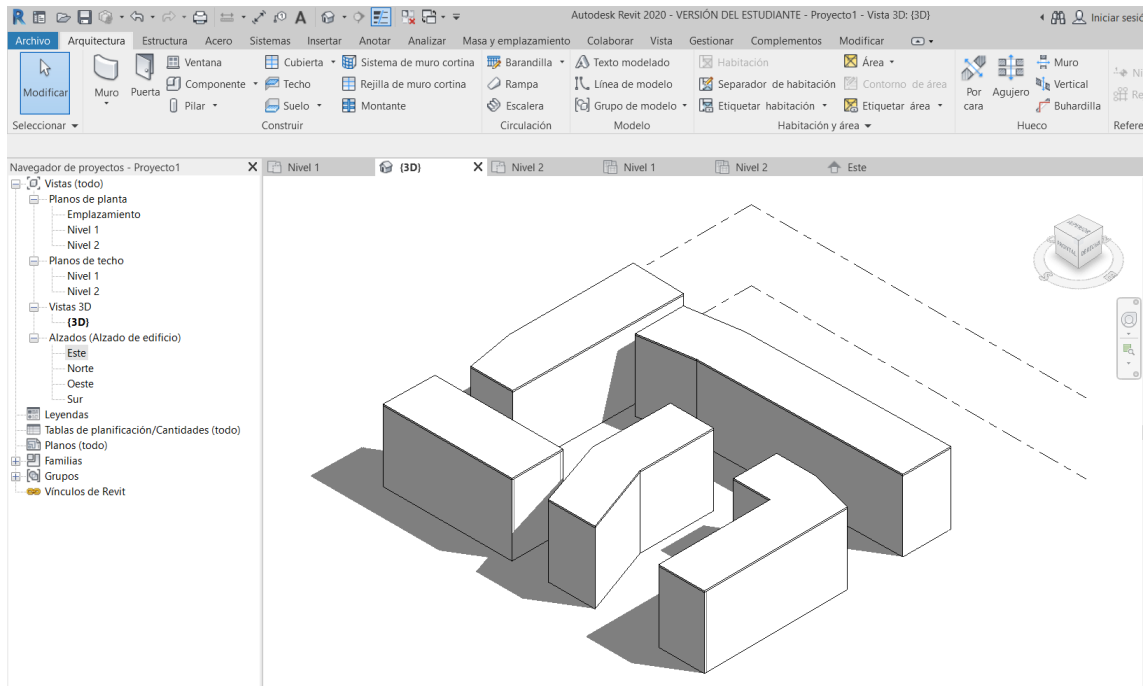 Autodesk Revit 2020 - VERSIÓN DEL ESTUDIANTE - Proyecto1 - Vista 3D: {3D}
Iniciar sesió
Archivo Arquitectura Estructura Acero Sistemas Insertar Anotar Analizar Masa y emplazamiento Colaborar Vista Gestionar Complementos Modificar
Modificar
Muro
Puerta
Ventana
Componente
Pilar
Cubierta
Techo
Suelo
Sistema de muro cortina
Rejilla de muro cortina
Montante
Barandilla
Rampa
Escalera
Texto modelado
Línea de modelo
Grupo de modelo
Habitación
Separador de habitación
Etiquetar habitación
Área
Contorno de área
Etiquetar área
Por cara
Agujero
Muro
Vertical
Buhardilla
Ni
Re
Seleccionar Construir Circulación Modelo Habitación y área Hueco Refere
Navegador de proyectos - Proyecto1
Nivel 1 {3D} Nivel 2 Nivel 1 Nivel 2 Este
Vistas (todo)
Planos de planta
Emplazamiento
Nivel 1
Nivel 2
Planos de techo
Nivel 1
Nivel 2
Vistas 3D
{3D}
Alzados (Alzado de edificio)
Este
Norte
Oeste
Sur
Leyendas
Tablas de planificación/Cantidades (todo)
Planos (todo)
Familias
Grupos
Vínculos de Revit
SUPERIOR
FRONTAL
DERECHO